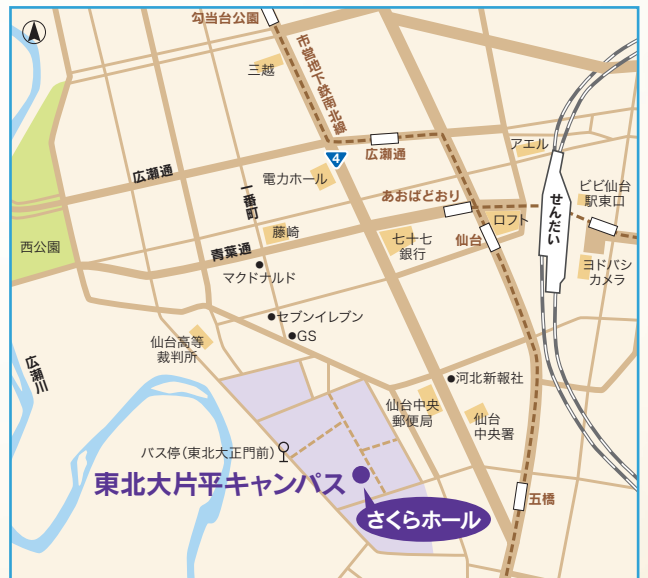 勾当台公園
三越
市営地下鉄南北線
4
広瀬通
アエル
電力ホール
広瀬通
あおばどおり
ビビ仙台
駅東口
一番町
せんだい
ロフト
藤崎
七十七
銀行
仙台
西公園
青葉通
マクドナルド
ヨドバシ
カメラ
セブンイレブン
GS
仙台高等
裁判所
広瀬川
河北新報社
仙台中央
郵便局
仙台
中央署
バス停(東北大正門前)
東北大片平キャンパス
五橋
さくらホール